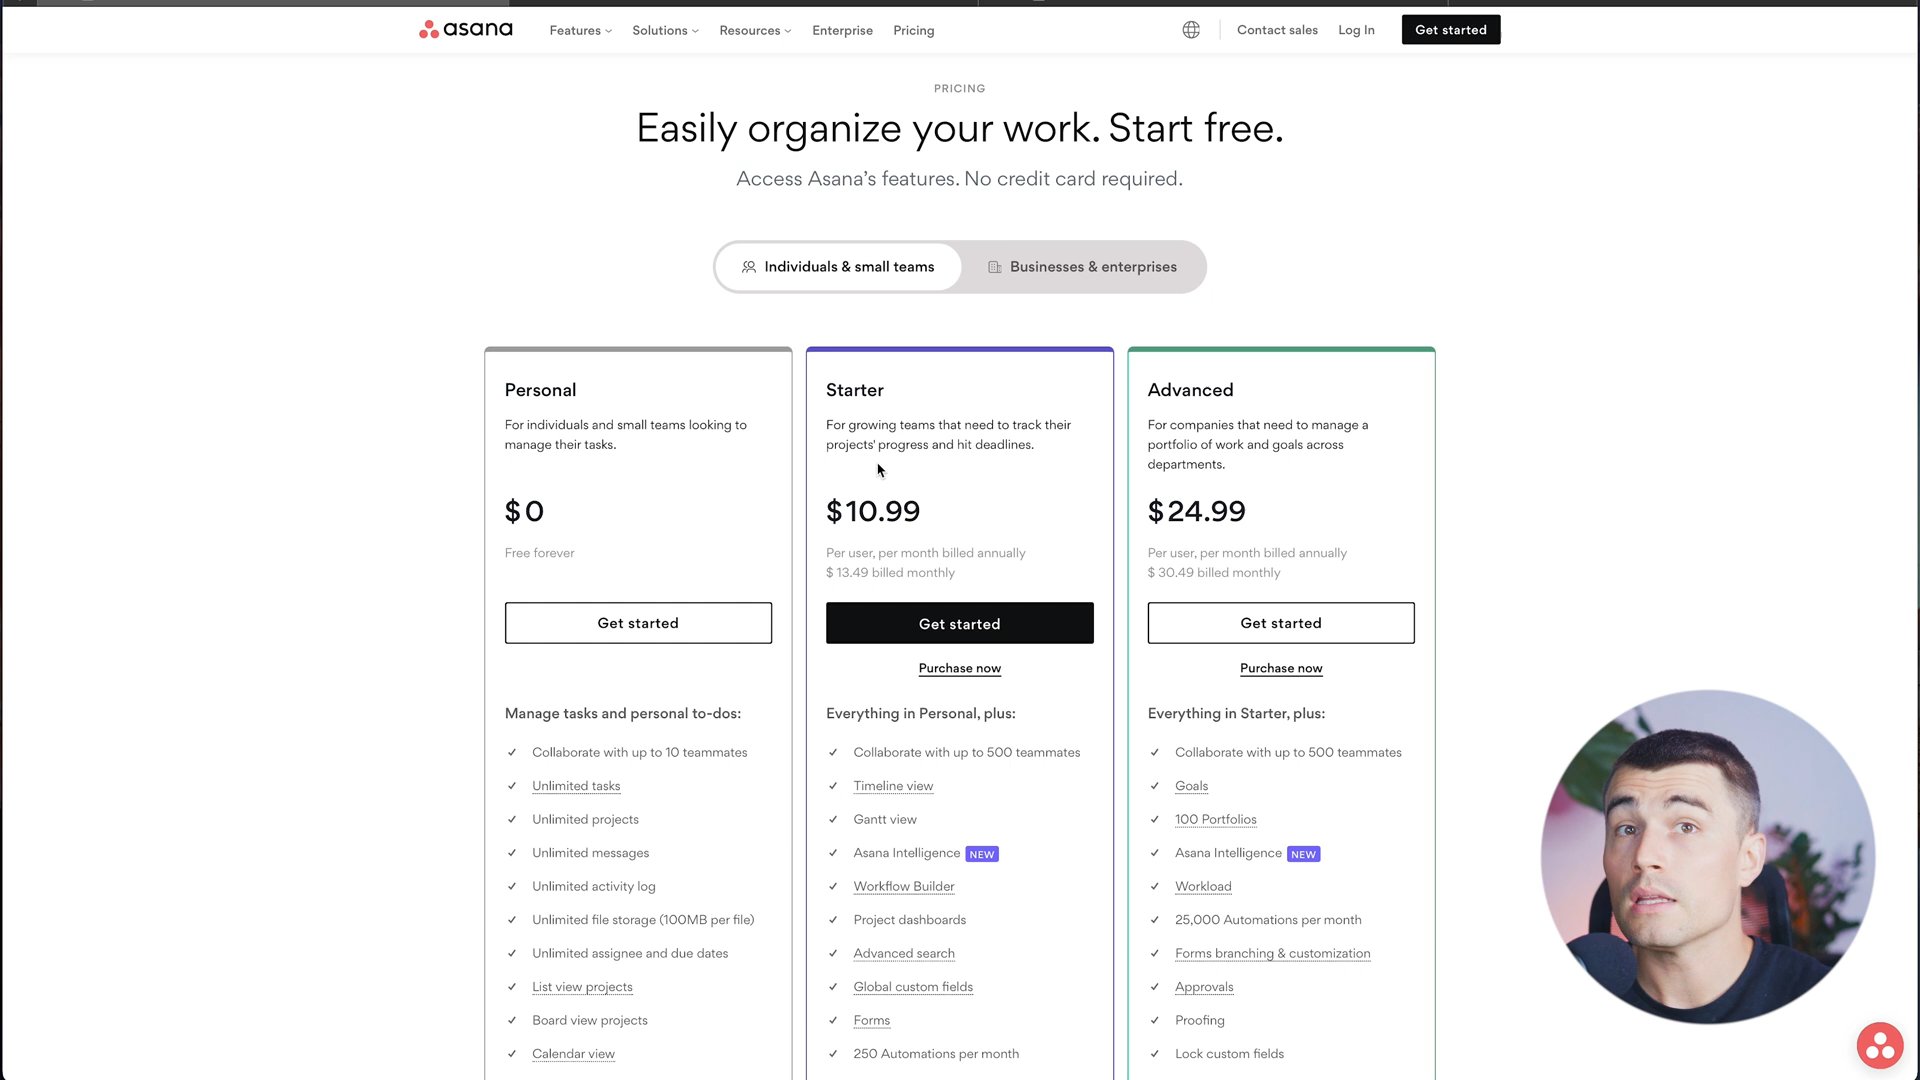 asana
Features
Solutions
Resources
Enterprise
Pricing
Contact sales
Log In
Get started
PRICING
Easily organize your work. Start free.
Access Asana's features. No credit card required.
Individuals & small teams
Businesses & enterprises
Personal
For individuals and small teams looking to
manage their tasks.
$0
Free forever
Get started
Manage tasks and personal to-dos:
Collaborate with up to 10 teammates
Unlimited tasks
Unlimited projects
Unlimited messages
Unlimited activity log
Unlimited file storage (100MB per file)
Unlimited assignee and due dates
List view projects
Board view projects
Calendar view
Starter
For growing teams that need to track their
projects' progress and hit deadlines.
$10.99
Per user, per month billed annually
$ 13.49 billed monthly
Get started
Purchase now
Everything in Personal, plus:
Collaborate with up to 500 teammates
Timeline view
Gantt view
Asana Intelligence NEW
Workflow Builder
Project dashboards
Advanced search
Global custom fields
Forms
250 Automations per month
Advanced
For companies that need to manage a
portfolio of work and goals across
departments.
$24.99
Per user, per month billed annually
$ 30.49 billed monthly
Get started
Purchase now
Everything in Starter, plus:
Collaborate with up to 500 teammates
Goals
100 Portfolios
Asana Intelligence NEW
Workload
25,000 Automations per month
Forms branching & customization
Approvals
Proofing
Lock custom fields